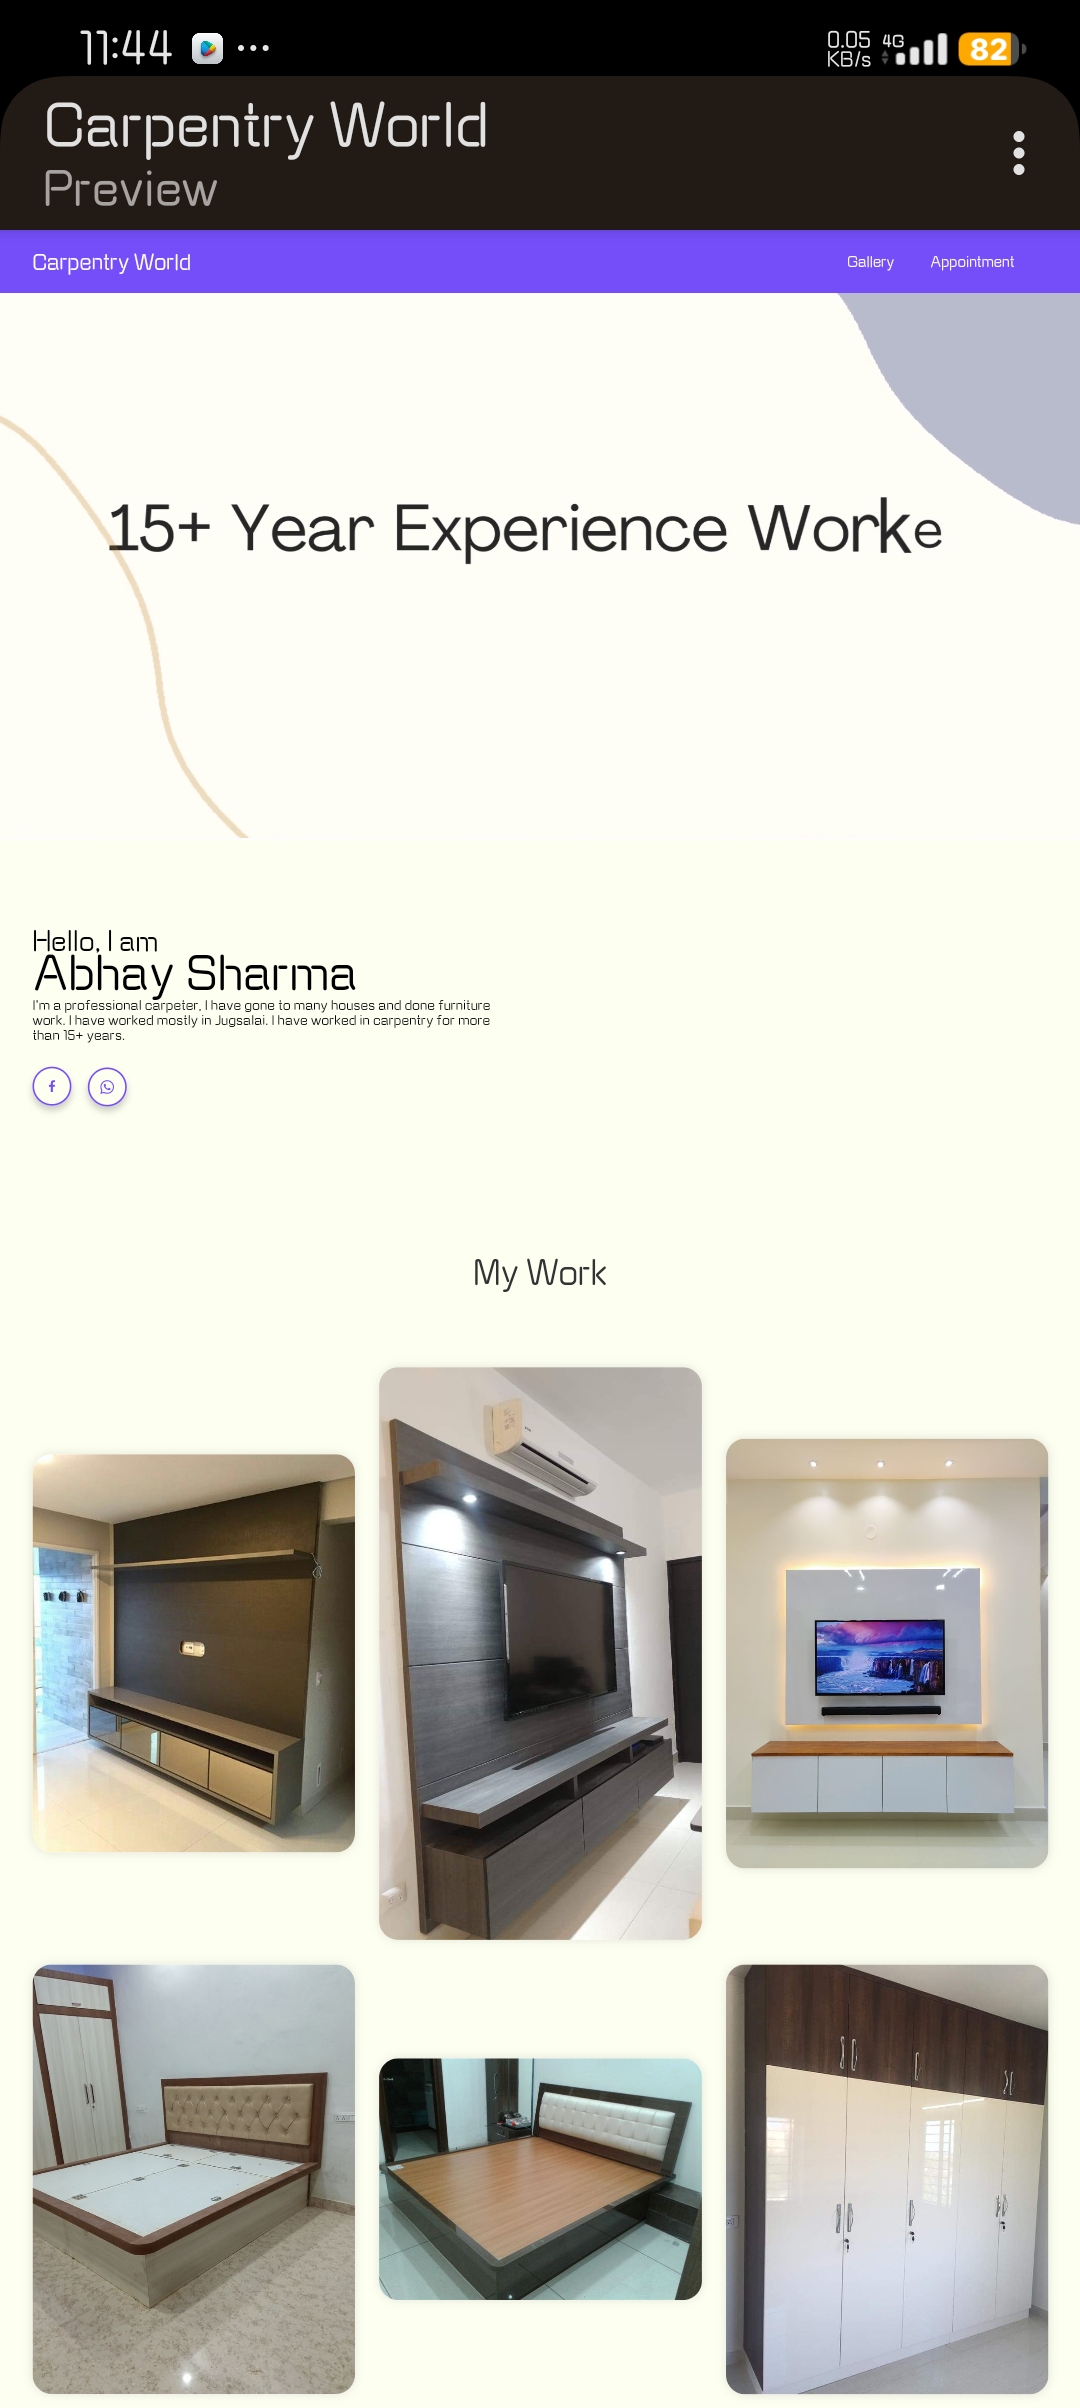 11:44
0.05
KB/s
4G
82
Carpentry World
Preview
Carpentry World
Gallery
Appointment
15+ Year Experience Worke
Hello, I am
Abhay Sharma
I'm a professional carpeter, I have gone to many houses and done furniture
work. I have worked mostly in Jugsalai. I have worked in carpentry for more
than 15+ years.
My Work